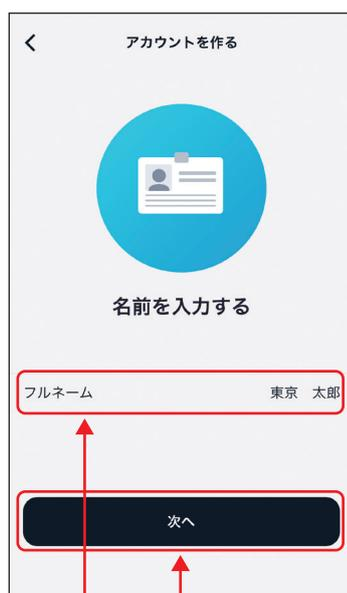 アカウントを作る
名前を入力する
フルネーム 東京　太郎
次へ